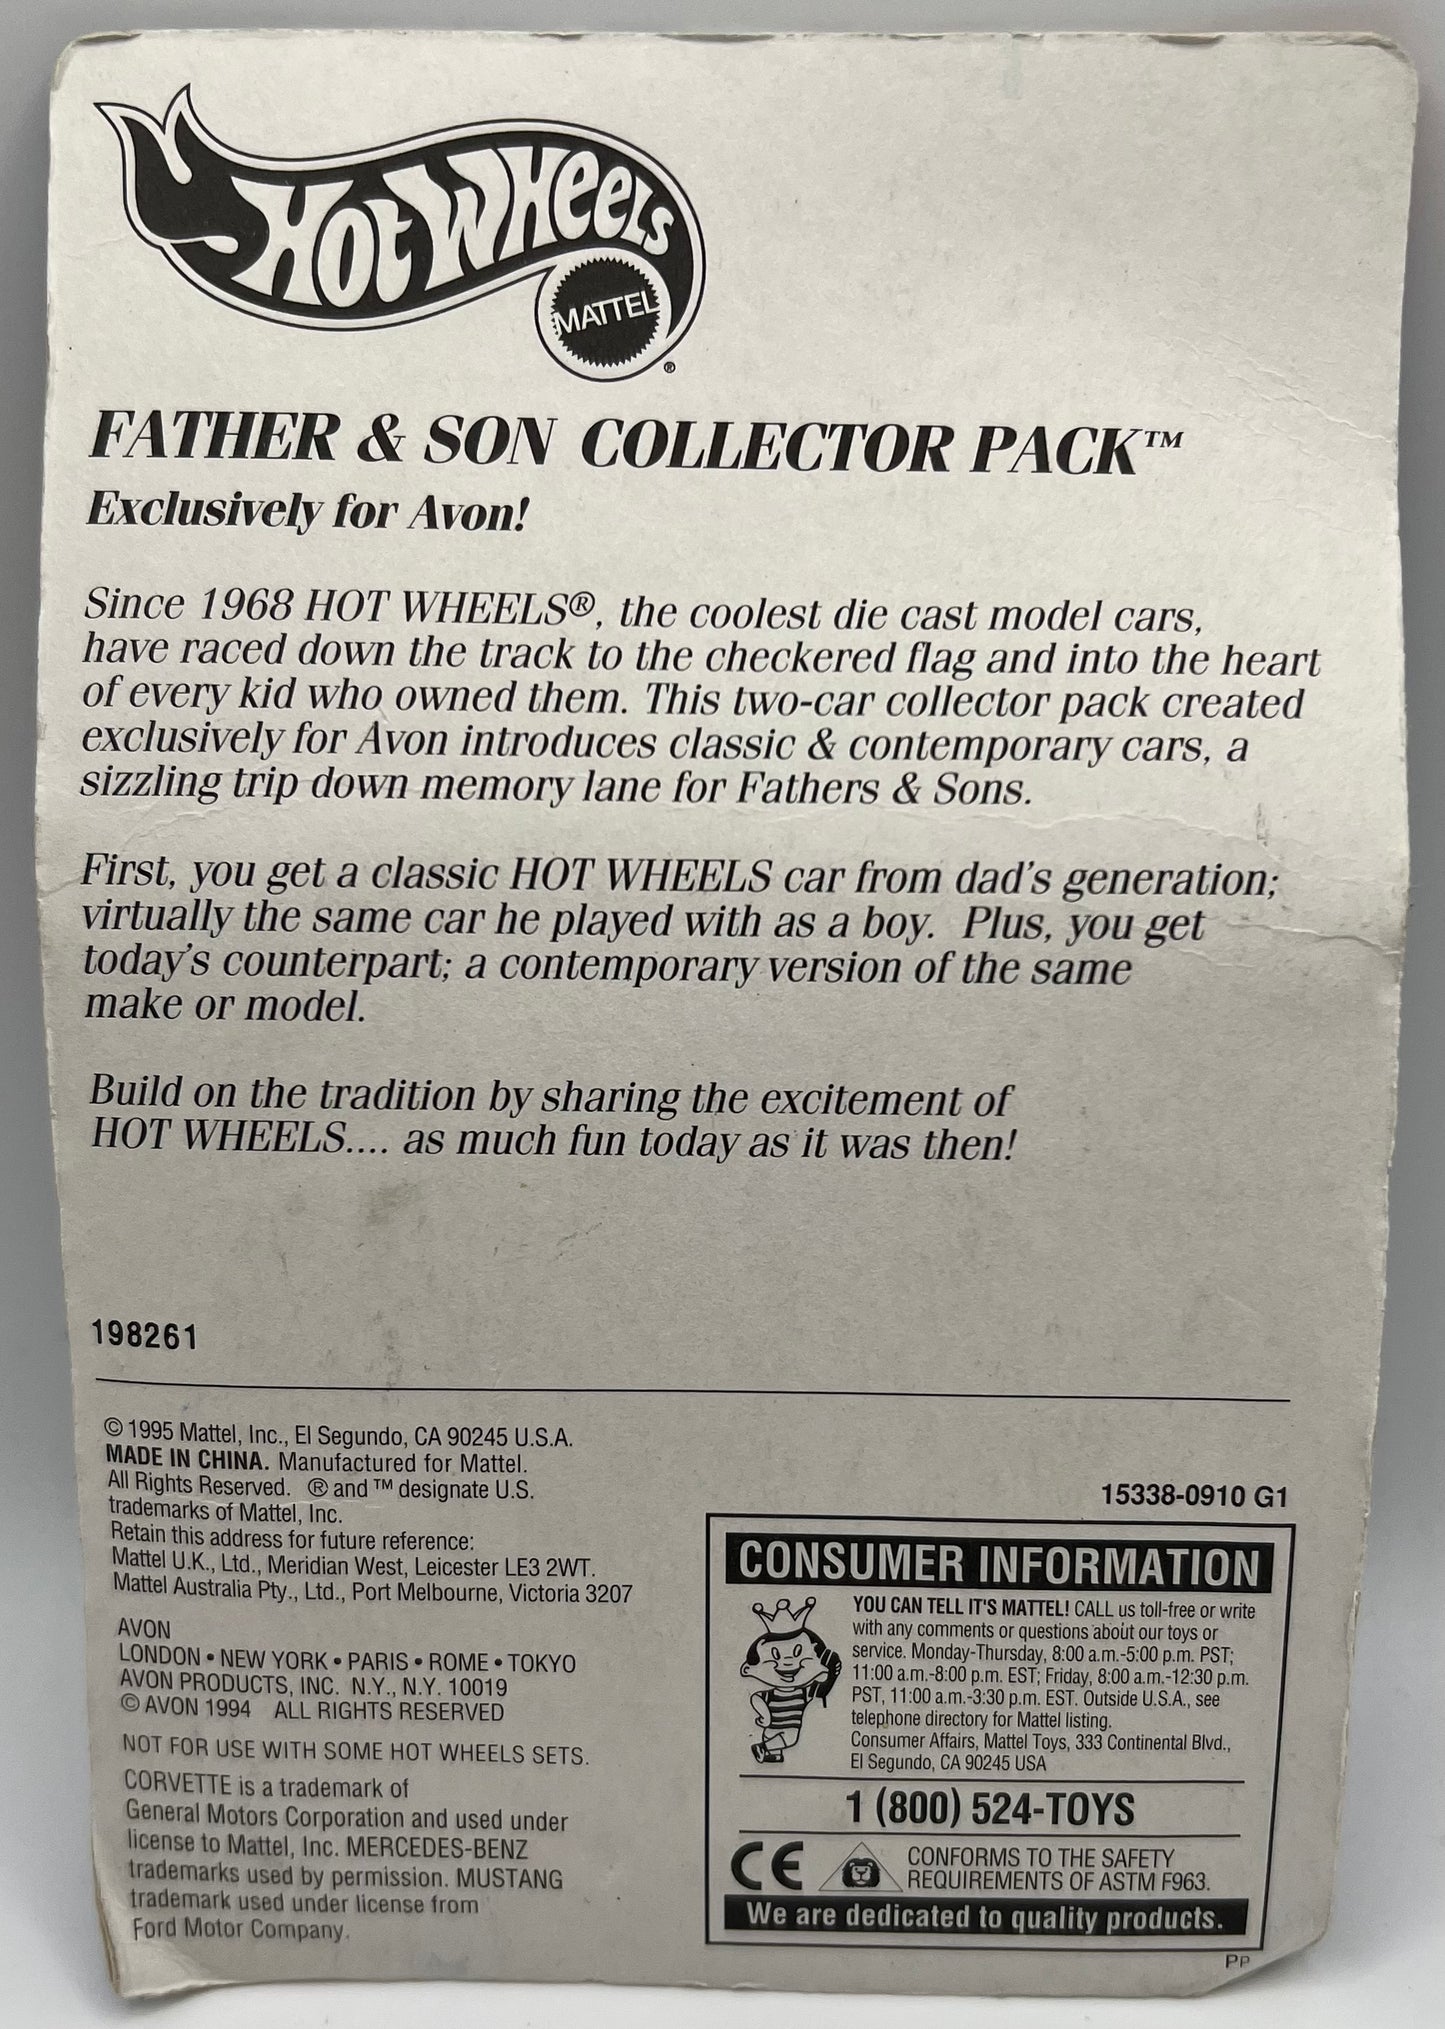 HOT WHEELS
MATTEL
®
FATHER & SON COLLECTOR PACK™
Exclusively for Avon!
Since 1968 HOT WHEELS®, the coolest die cast model cars,
have raced down the track to the checkered flag and into the heart
of every kid who owned them. This two-car collector pack created
exclusively for Avon introduces classic & contemporary cars, a
sizzling trip down memory lane for Fathers & Sons.
First, you get a classic HOT WHEELS car from dad's generation;
virtually the same car he played with as a boy. Plus, you get
today's counterpart; a contemporary version of the same
make or model.
Build on the tradition by sharing the excitement of
HOT WHEELS.... as much fun today as it was then!
198261
© 1995 Mattel, Inc., El Segundo, CA 90245 U.S.A.
MADE IN CHINA. Manufactured for Mattel.
All Rights Reserved. ® and ™ designate U.S.
trademarks of Mattel, Inc.
Retain this address for future reference:
Mattel U.K., Ltd., Meridian West, Leicester LE3 2WT.
Mattel Australia Pty., Ltd., Port Melbourne, Victoria 3207
AVON
LONDON • NEW YORK • PARIS • ROME • TOKYO
AVON PRODUCTS, INC. N.Y., N.Y. 10019
© AVON 1994 ALL RIGHTS RESERVED
NOT FOR USE WITH SOME HOT WHEELS SETS.
CORVETTE is a trademark of
General Motors Corporation and used under
license to Mattel, Inc. MERCEDES-BENZ
trademarks used by permission. MUSTANG
trademark used under license from
Ford Motor Company.
15338-0910 G1
CONSUMER INFORMATION
YOU CAN TELL IT'S MATTEL! CALL us toll-free or write
with any comments or questions about our toys or
service. Monday-Thursday, 8:00 a.m.-5:00 p.m. PST;
11:00 a.m.-8:00 p.m. EST; Friday, 8:00 a.m.-12:30 p.m.
PST, 11:00 a.m.-3:30 p.m. EST. Outside U.S.A., see
telephone directory for Mattel listing.
Consumer Affairs, Mattel Toys, 333 Continental Blvd.,
El Segundo, CA 90245 USA
1 (800) 524-TOYS
CE
CONFORMS TO THE SAFETY
REQUIREMENTS OF ASTM F963.
We are dedicated to quality products.
PP